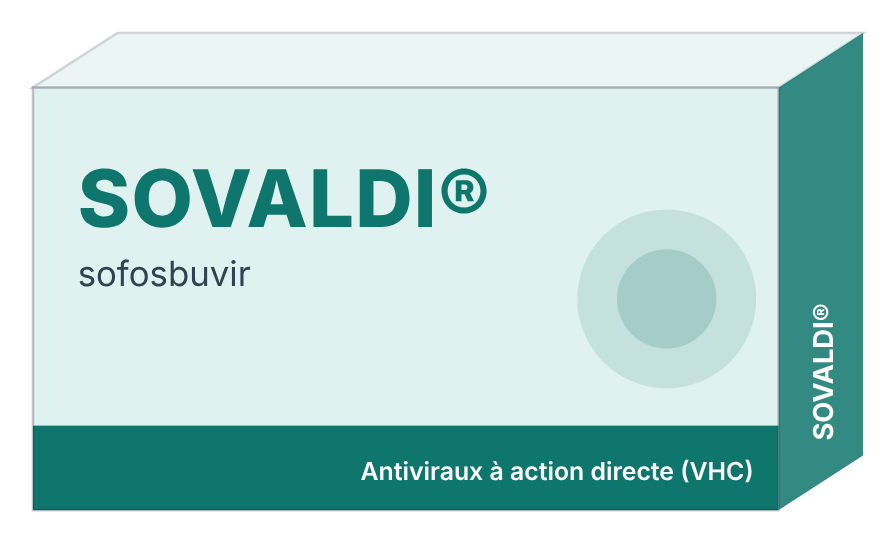 SOVALDI®
sofosbuvir
Antiviraux à action directe (VHC)
SOVALDI®